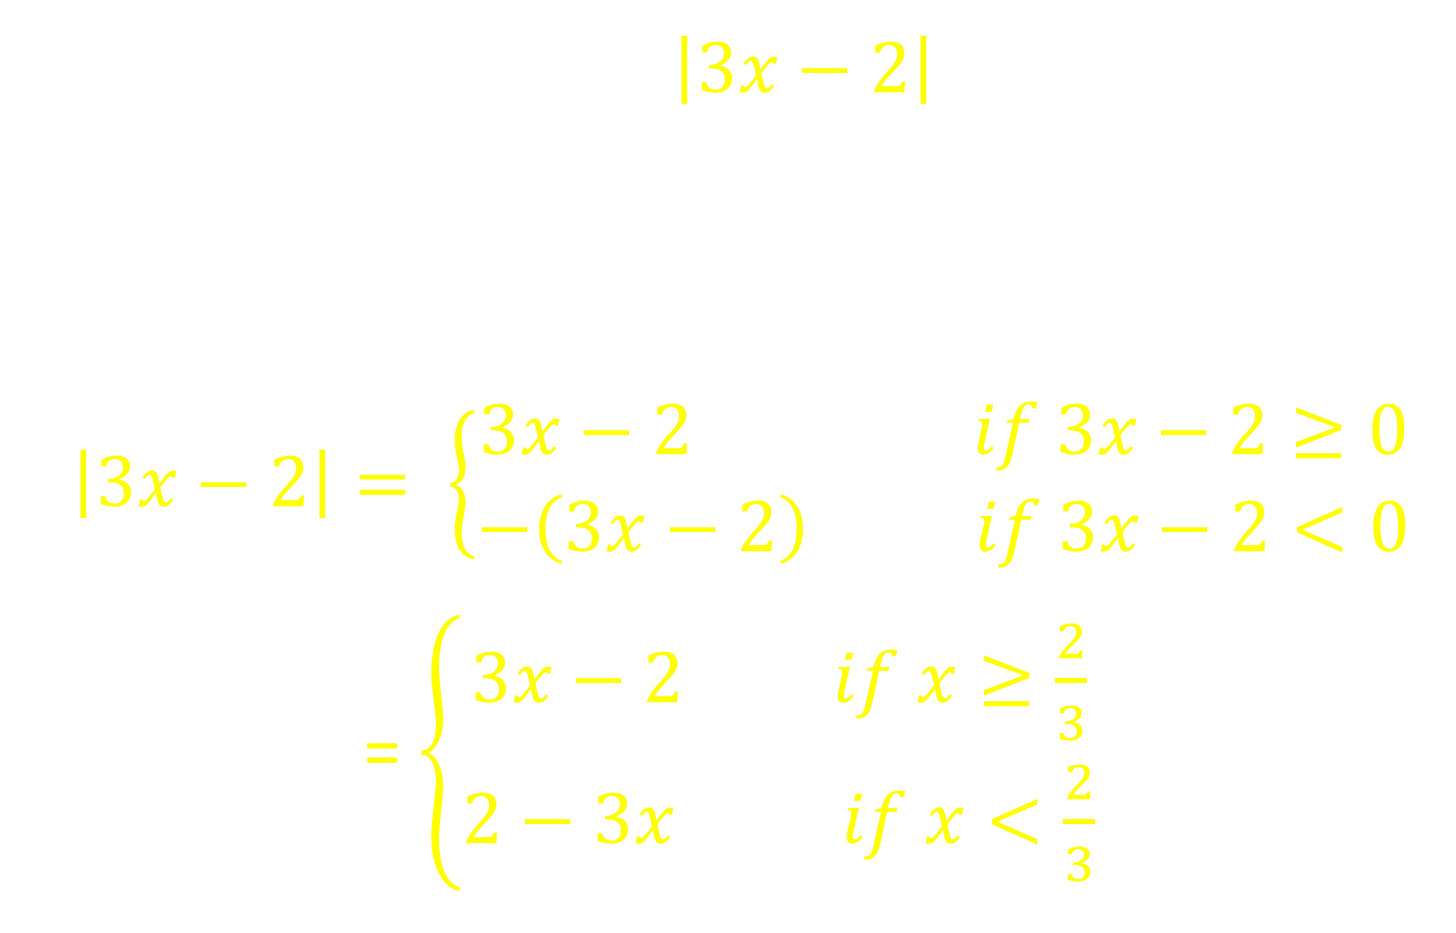 |3x − 2|
|3x − 2| = { 3x − 2 if 3x − 2 ≥ 0
−(3x − 2) if 3x − 2 < 0
= { 3x − 2 if x ≥ 2/3
2 − 3x if x < 2/3